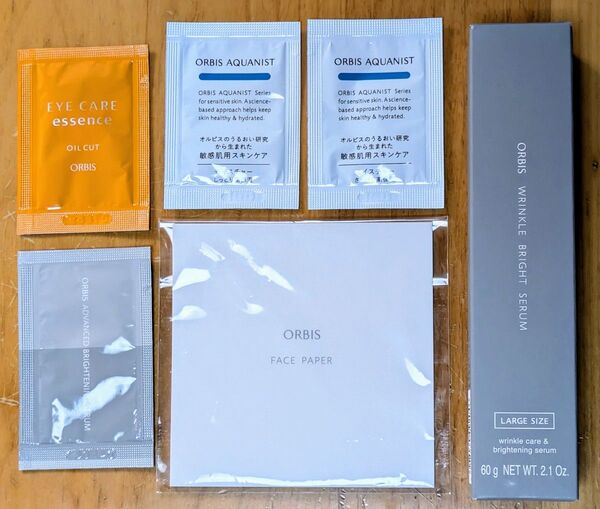 EYE CARE
essence
OIL CUT
ORBIS
ORBIS AQUANIST
ORBIS AQUANIST Series
for sensitive skin. A science-
based approach helps keep
skin healthy & hydrated.
オルビスのうるおい研究
から生まれた
敏感肌用スキンケア
ORBIS AQUANIST
ORBIS AQUANIST Series
for sensitive skin. A science-
based approach helps keep
skin healthy & hydrated.
オルビスのうるおい研究
から生まれた
敏感肌用スキンケア
ORBIS ADVANCED BRIGHTENING SERUM
ORBIS
FACE PAPER
ORBIS WRINKLE BRIGHT SERUM
LARGE SIZE
wrinkle care &
brightening serum
60 g NET WT. 2.1 Oz.